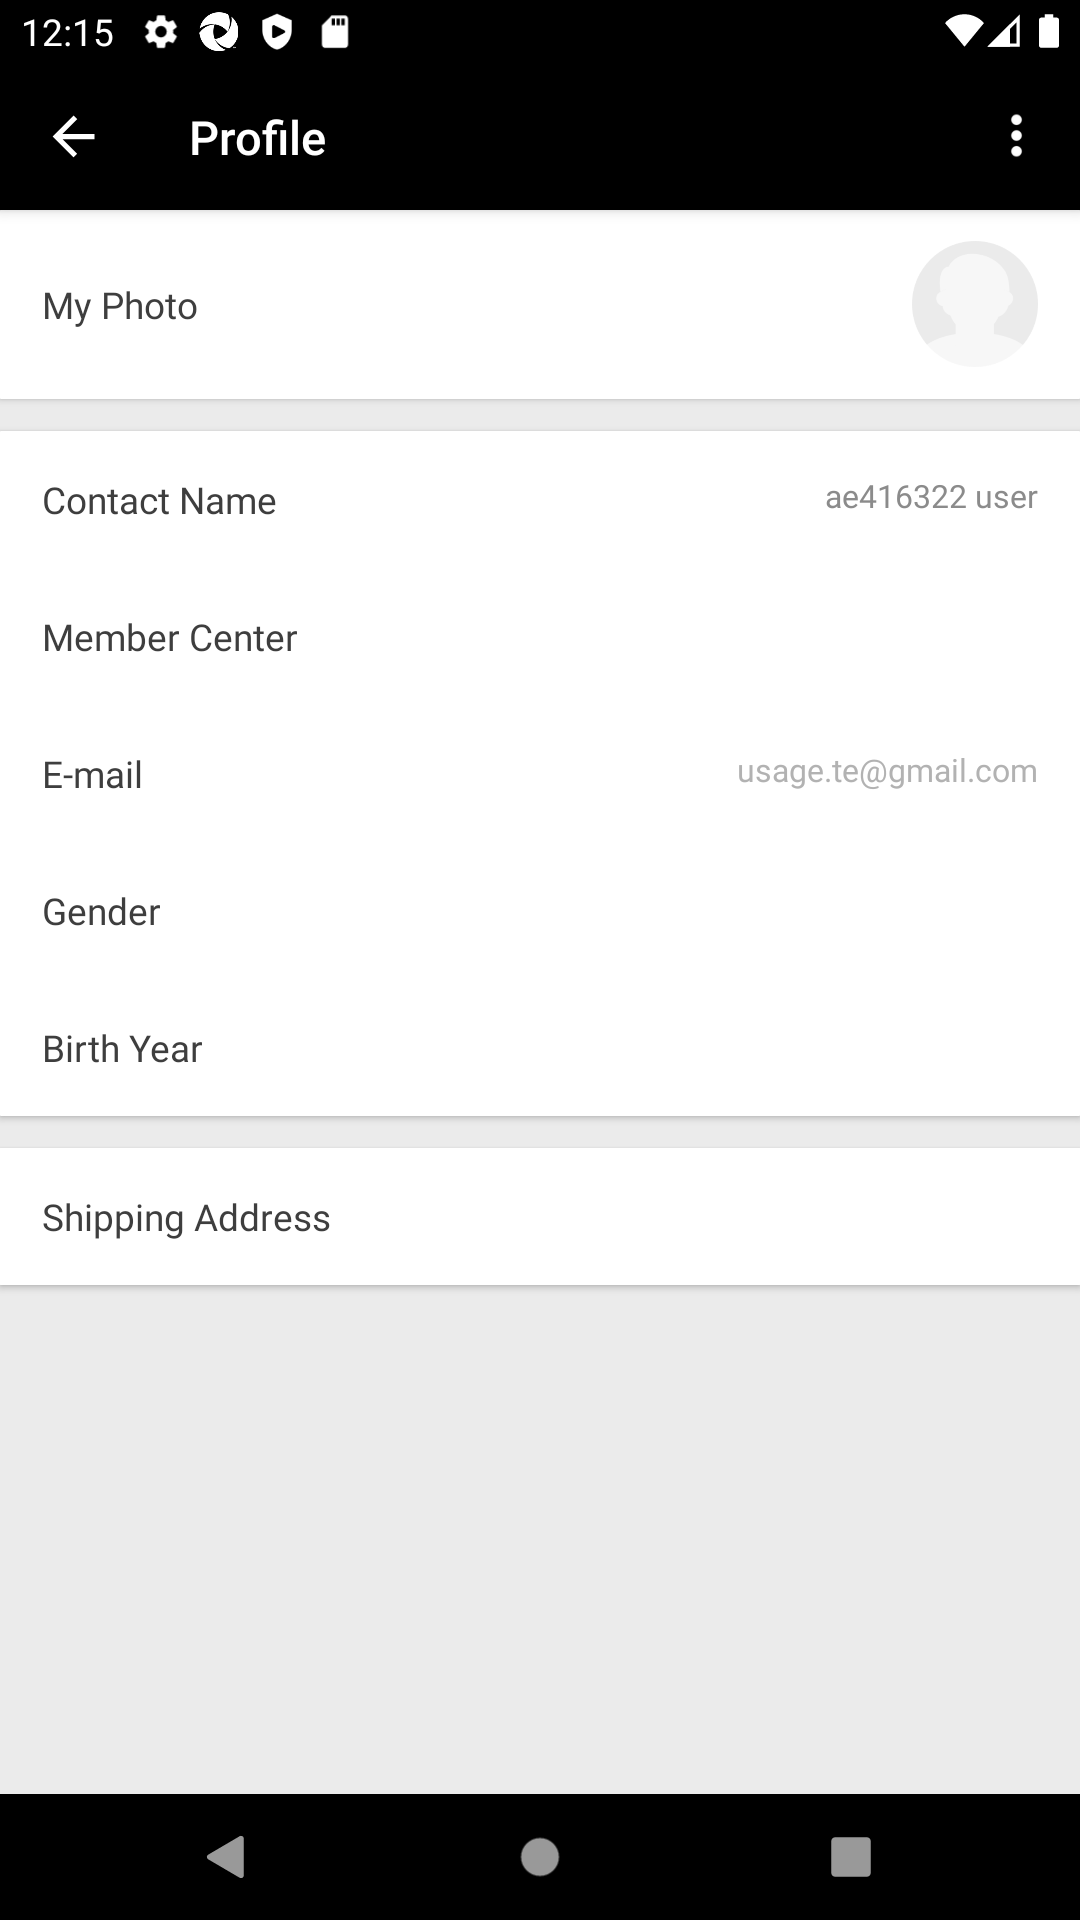 12:15
Profile
My Photo
Contact Name ae416322 user
Member Center
E-mail usage.te@gmail.com
Gender
Birth Year
Shipping Address